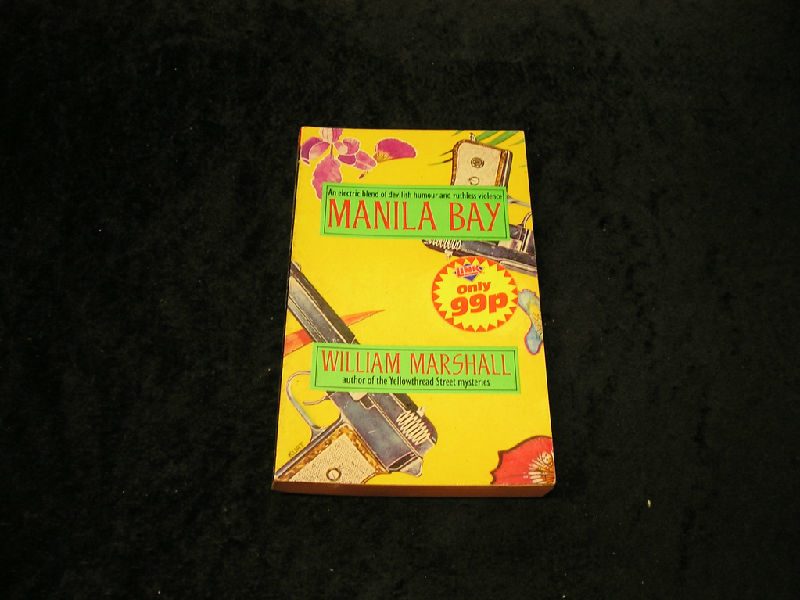 An electric blend of devilish humour and ruthless violence
MANILA BAY
LINK
Only
99p
WILLIAM MARSHALL
author of the Yellowthread Street mysteries